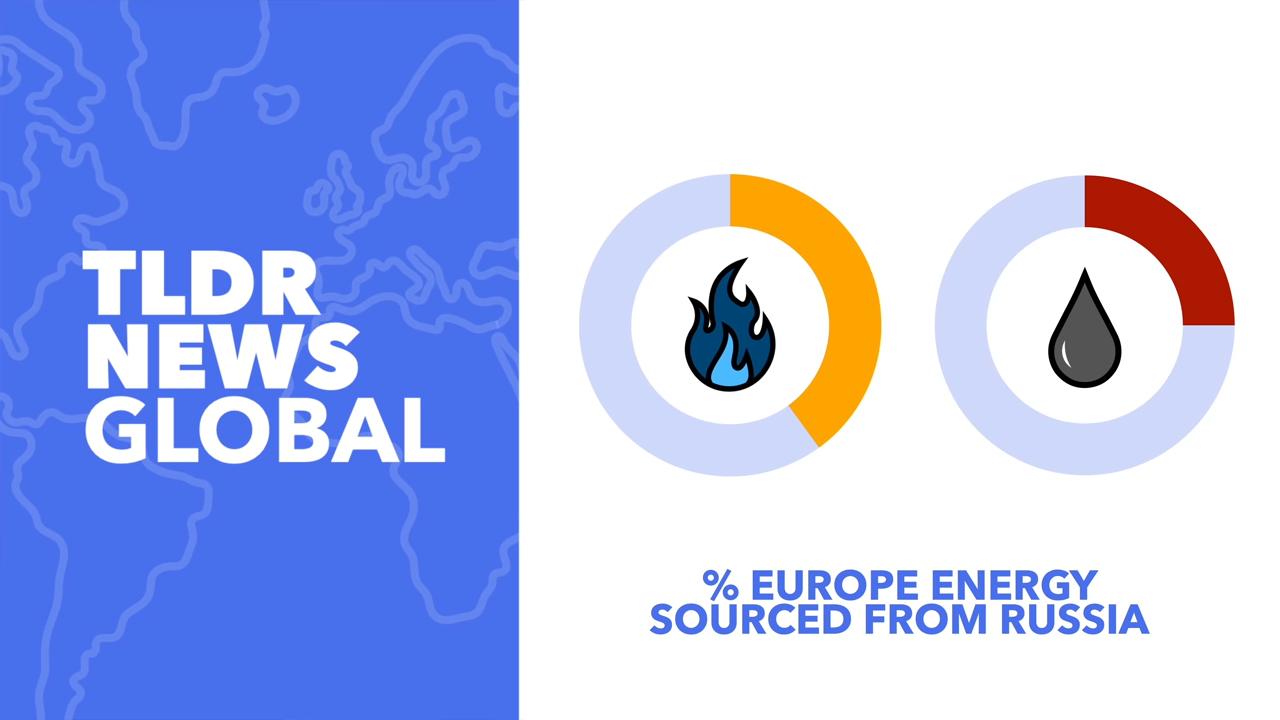 TLDR
NEWS
GLOBAL
% EUROPE ENERGY
SOURCED FROM RUSSIA